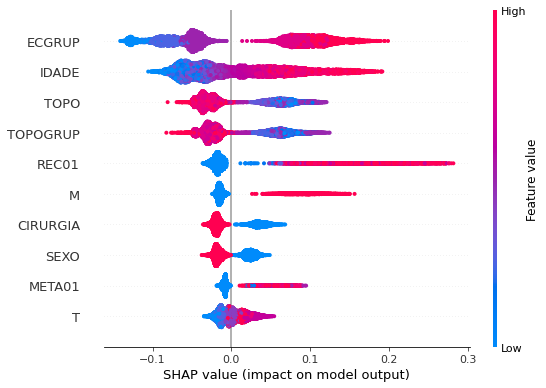 High
ECGRUP
IDADE
TOPO
TOPOGRUP
REC01
M
CIRURGIA
SEXO
META01
T
Feature value
Low
−0.1 0.0 0.1 0.2 0.3
SHAP value (impact on model output)